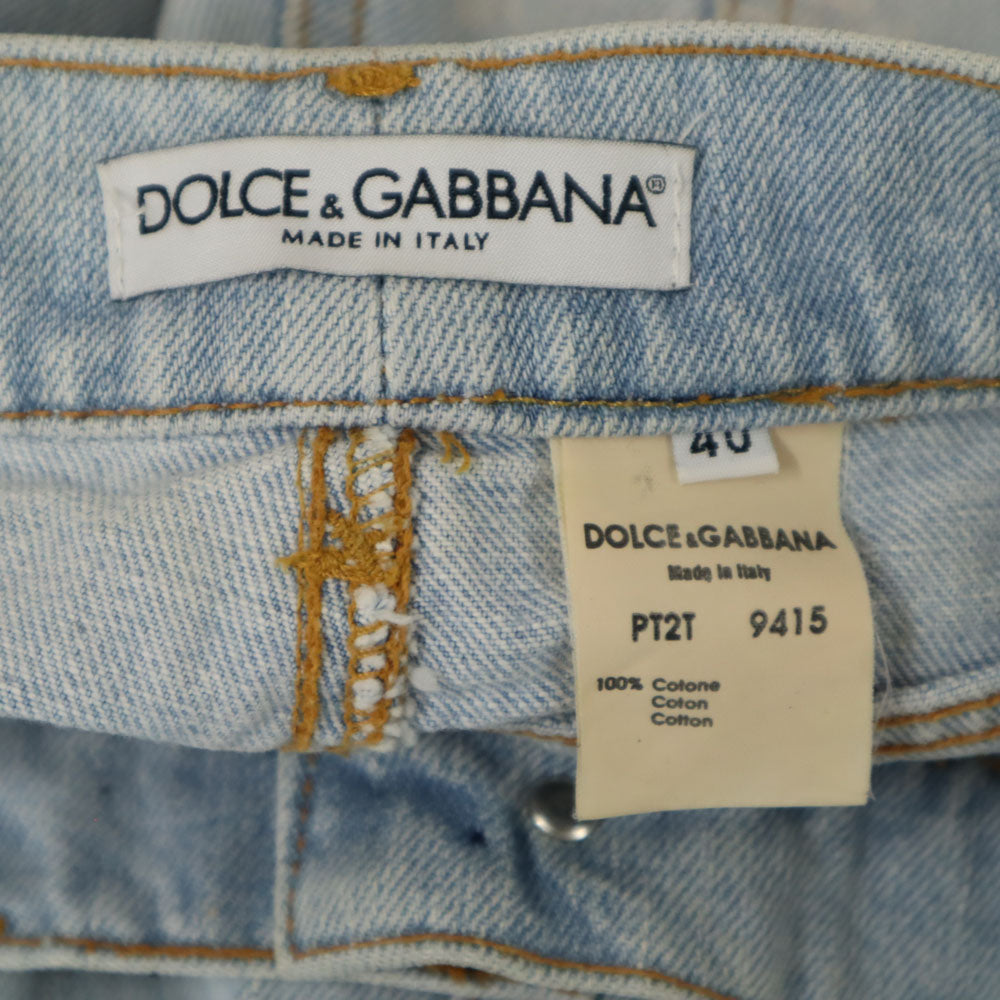 DOLCE & GABBANA®
MADE IN ITALY
40
DOLCE & GABBANA
Made in Italy
PT2T 9415
100% Cotone
Coton
Cotton